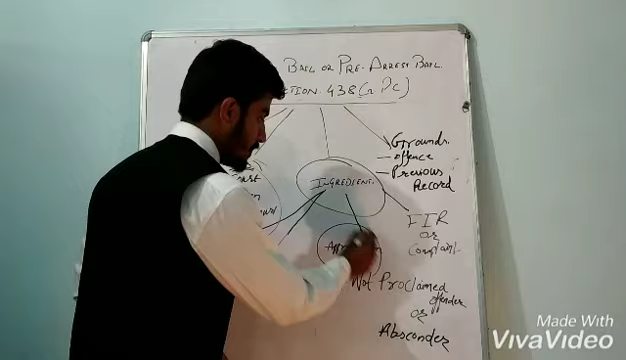 BAIL OR PRE-ARREST BAIL
438 (CrPC)
Grounds.
- offence
- Previous
Record
INGREDIENT.
FIR
or
Complaint
Not Proclaimed
offender
or
Absconder
Made With
VivaVideo